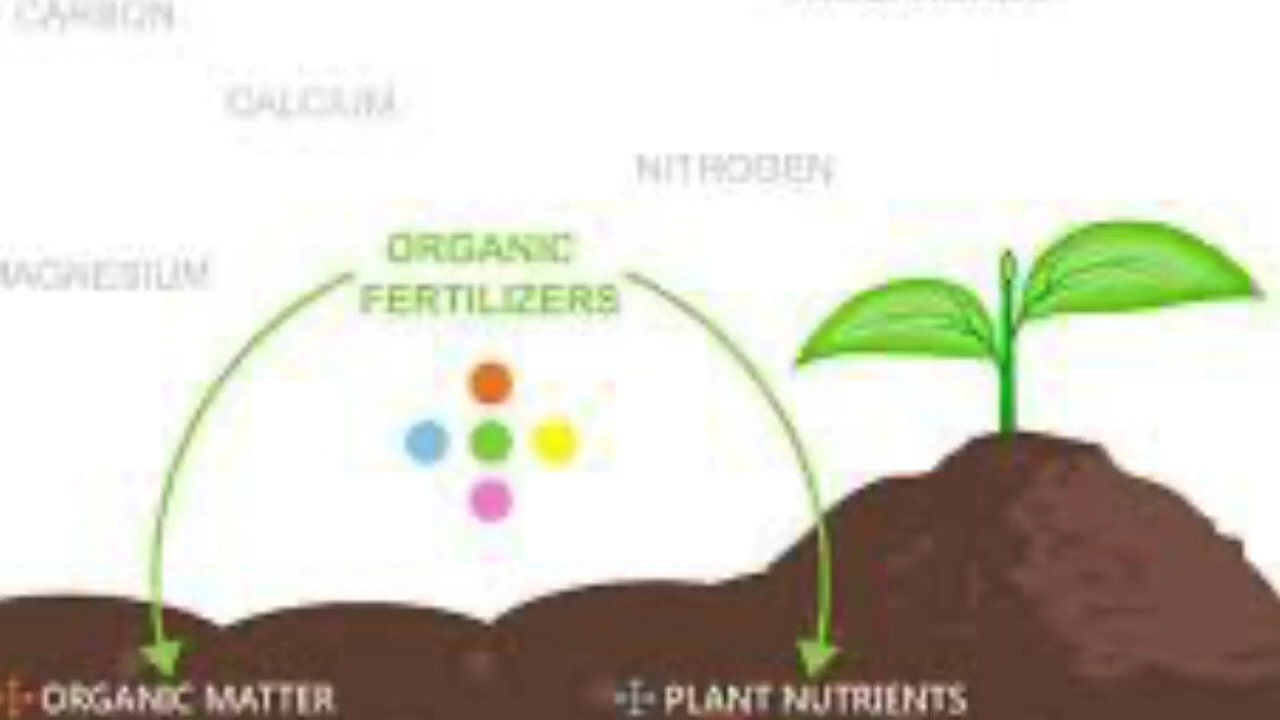 CARBON
CALCIUM
NITROGEN
MAGNESIUM
ORGANIC
FERTILIZERS
ORGANIC MATTER
PLANT NUTRIENTS